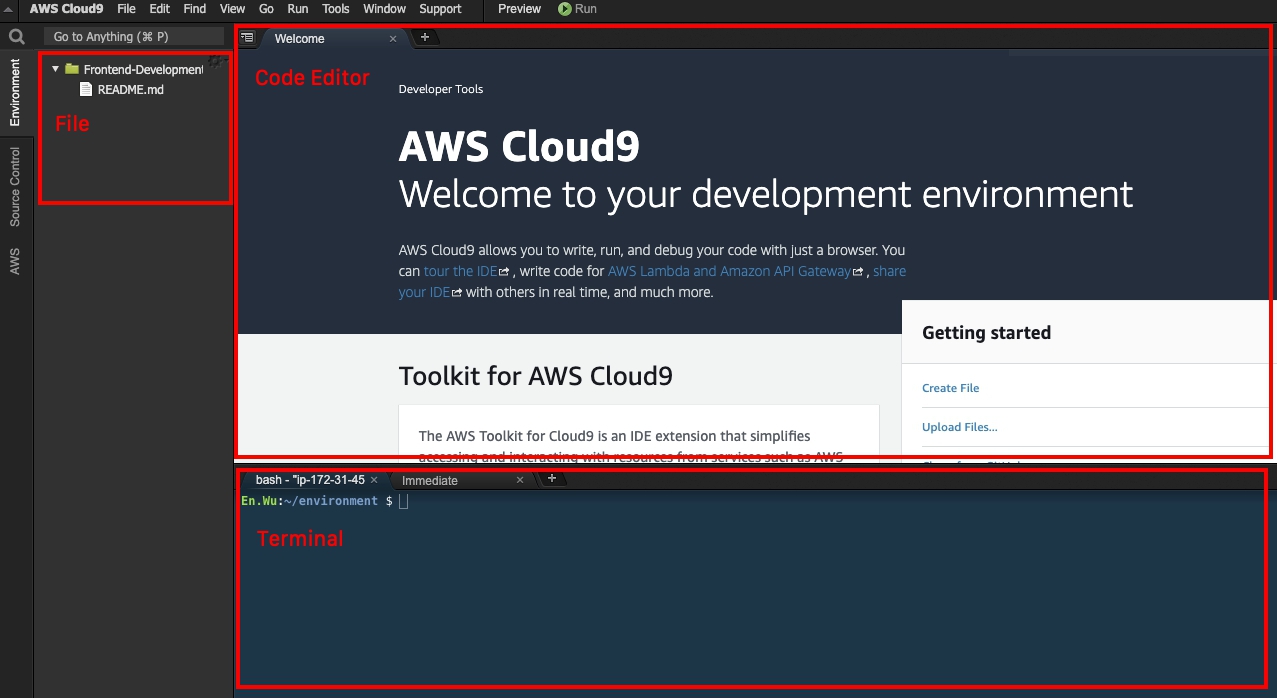 AWS Cloud9 File Edit Find View Go Run Tools Window Support Preview Run
Go to Anything (⌘ P)
Environment
Source Control
AWS
Frontend-Development
README.md
File
Welcome
Code Editor
Developer Tools
AWS Cloud9
Welcome to your development environment
AWS Cloud9 allows you to write, run, and debug your code with just a browser. You
can tour the IDE , write code for AWS Lambda and Amazon API Gateway , share
your IDE with others in real time, and much more.
Toolkit for AWS Cloud9
The AWS Toolkit for Cloud9 is an IDE extension that simplifies
accessing and interacting with resources from services such as AWS
Getting started
Create File
Upload Files...
bash - "ip-172-31-45 Immediate
En.Wu:~/environment $
Terminal